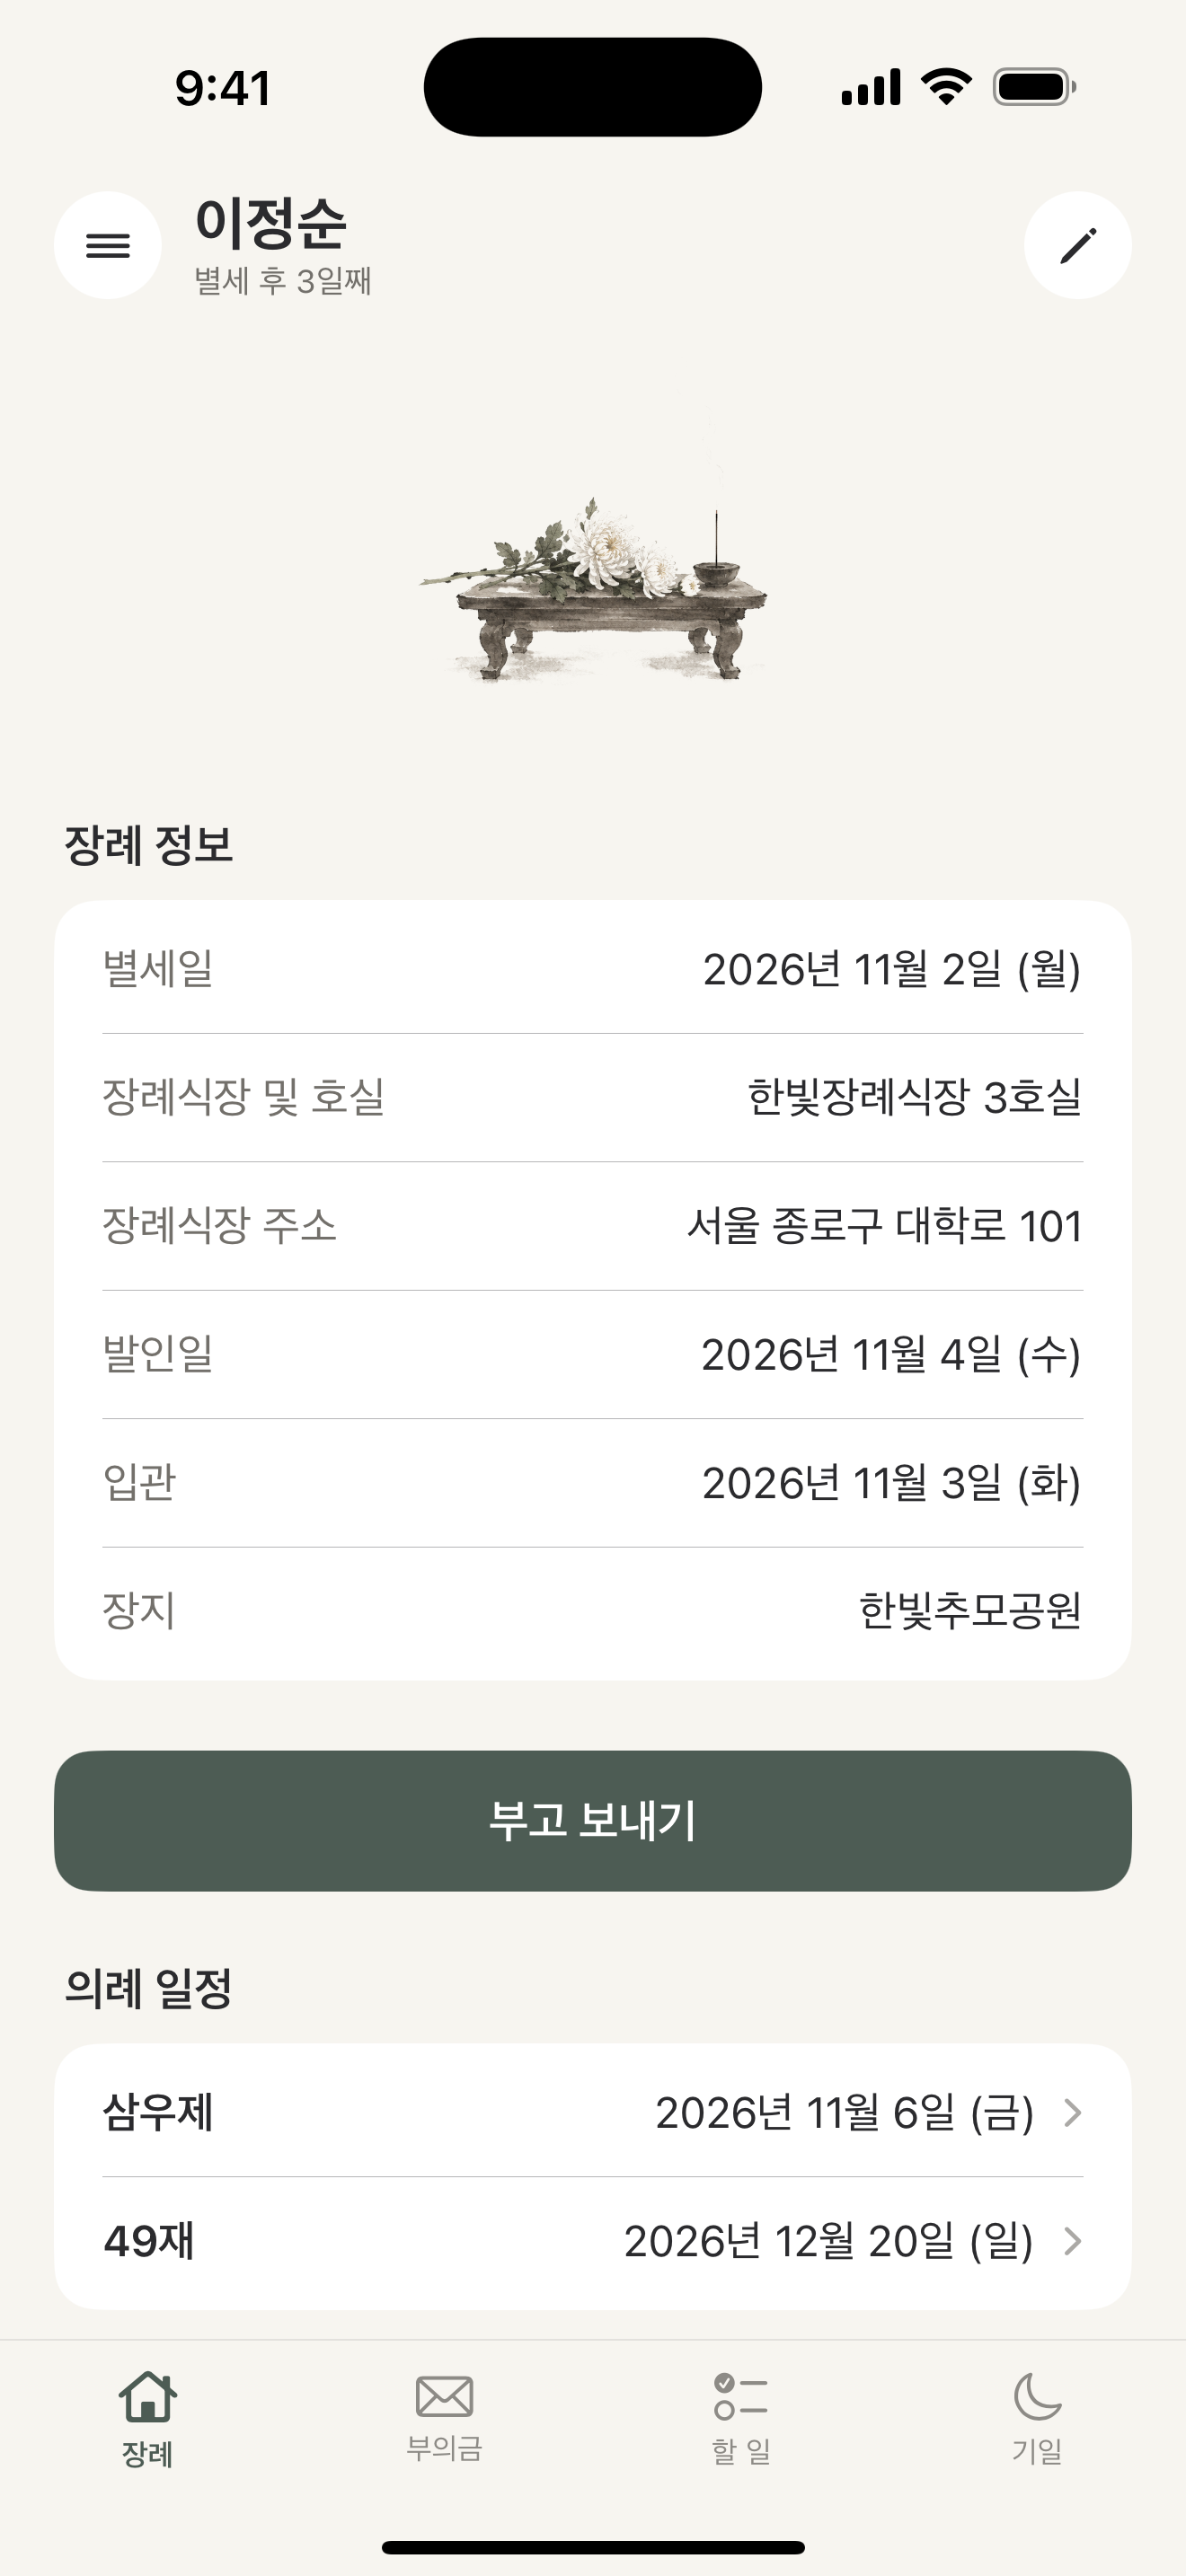 9:41
이정순
별세 후 3일째
장례 정보
별세일 2026년 11월 2일 (월)
장례식장 및 호실 한빛장례식장 3호실
장례식장 주소 서울 종로구 대학로 101
발인일 2026년 11월 4일 (수)
입관 2026년 11월 3일 (화)
장지 한빛추모공원
부고 보내기
의례 일정
삼우제 2026년 11월 6일 (금)
49재 2026년 12월 20일 (일)
장례 부의금 할 일 기일